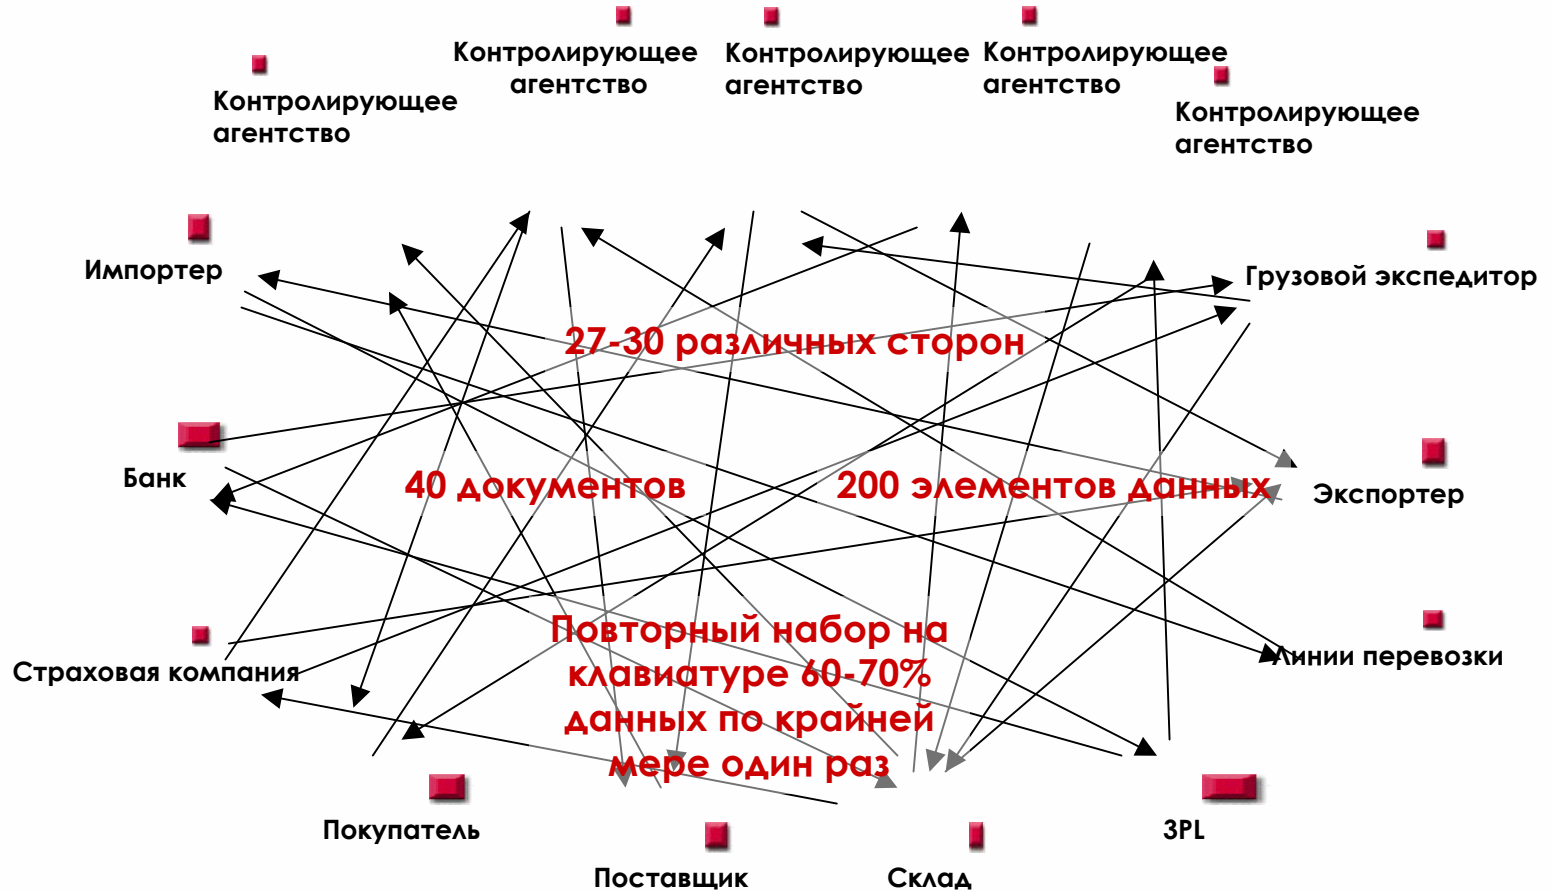 Контролирующее
агентство
Контролирующее
агентство
Контролирующее
агентство
Контролирующее
агентство
Контролирующее
агентство
Импортер
Грузовой экспедитор
27-30 различных сторон
Банк
40 документов
200 элементов данных
Экспортер
Повторный набор на
клавиатуре 60-70%
данных по крайней
мере один раз
Страховая компания
Линии перевозки
Покупатель
Поставщик
Склад
3PL